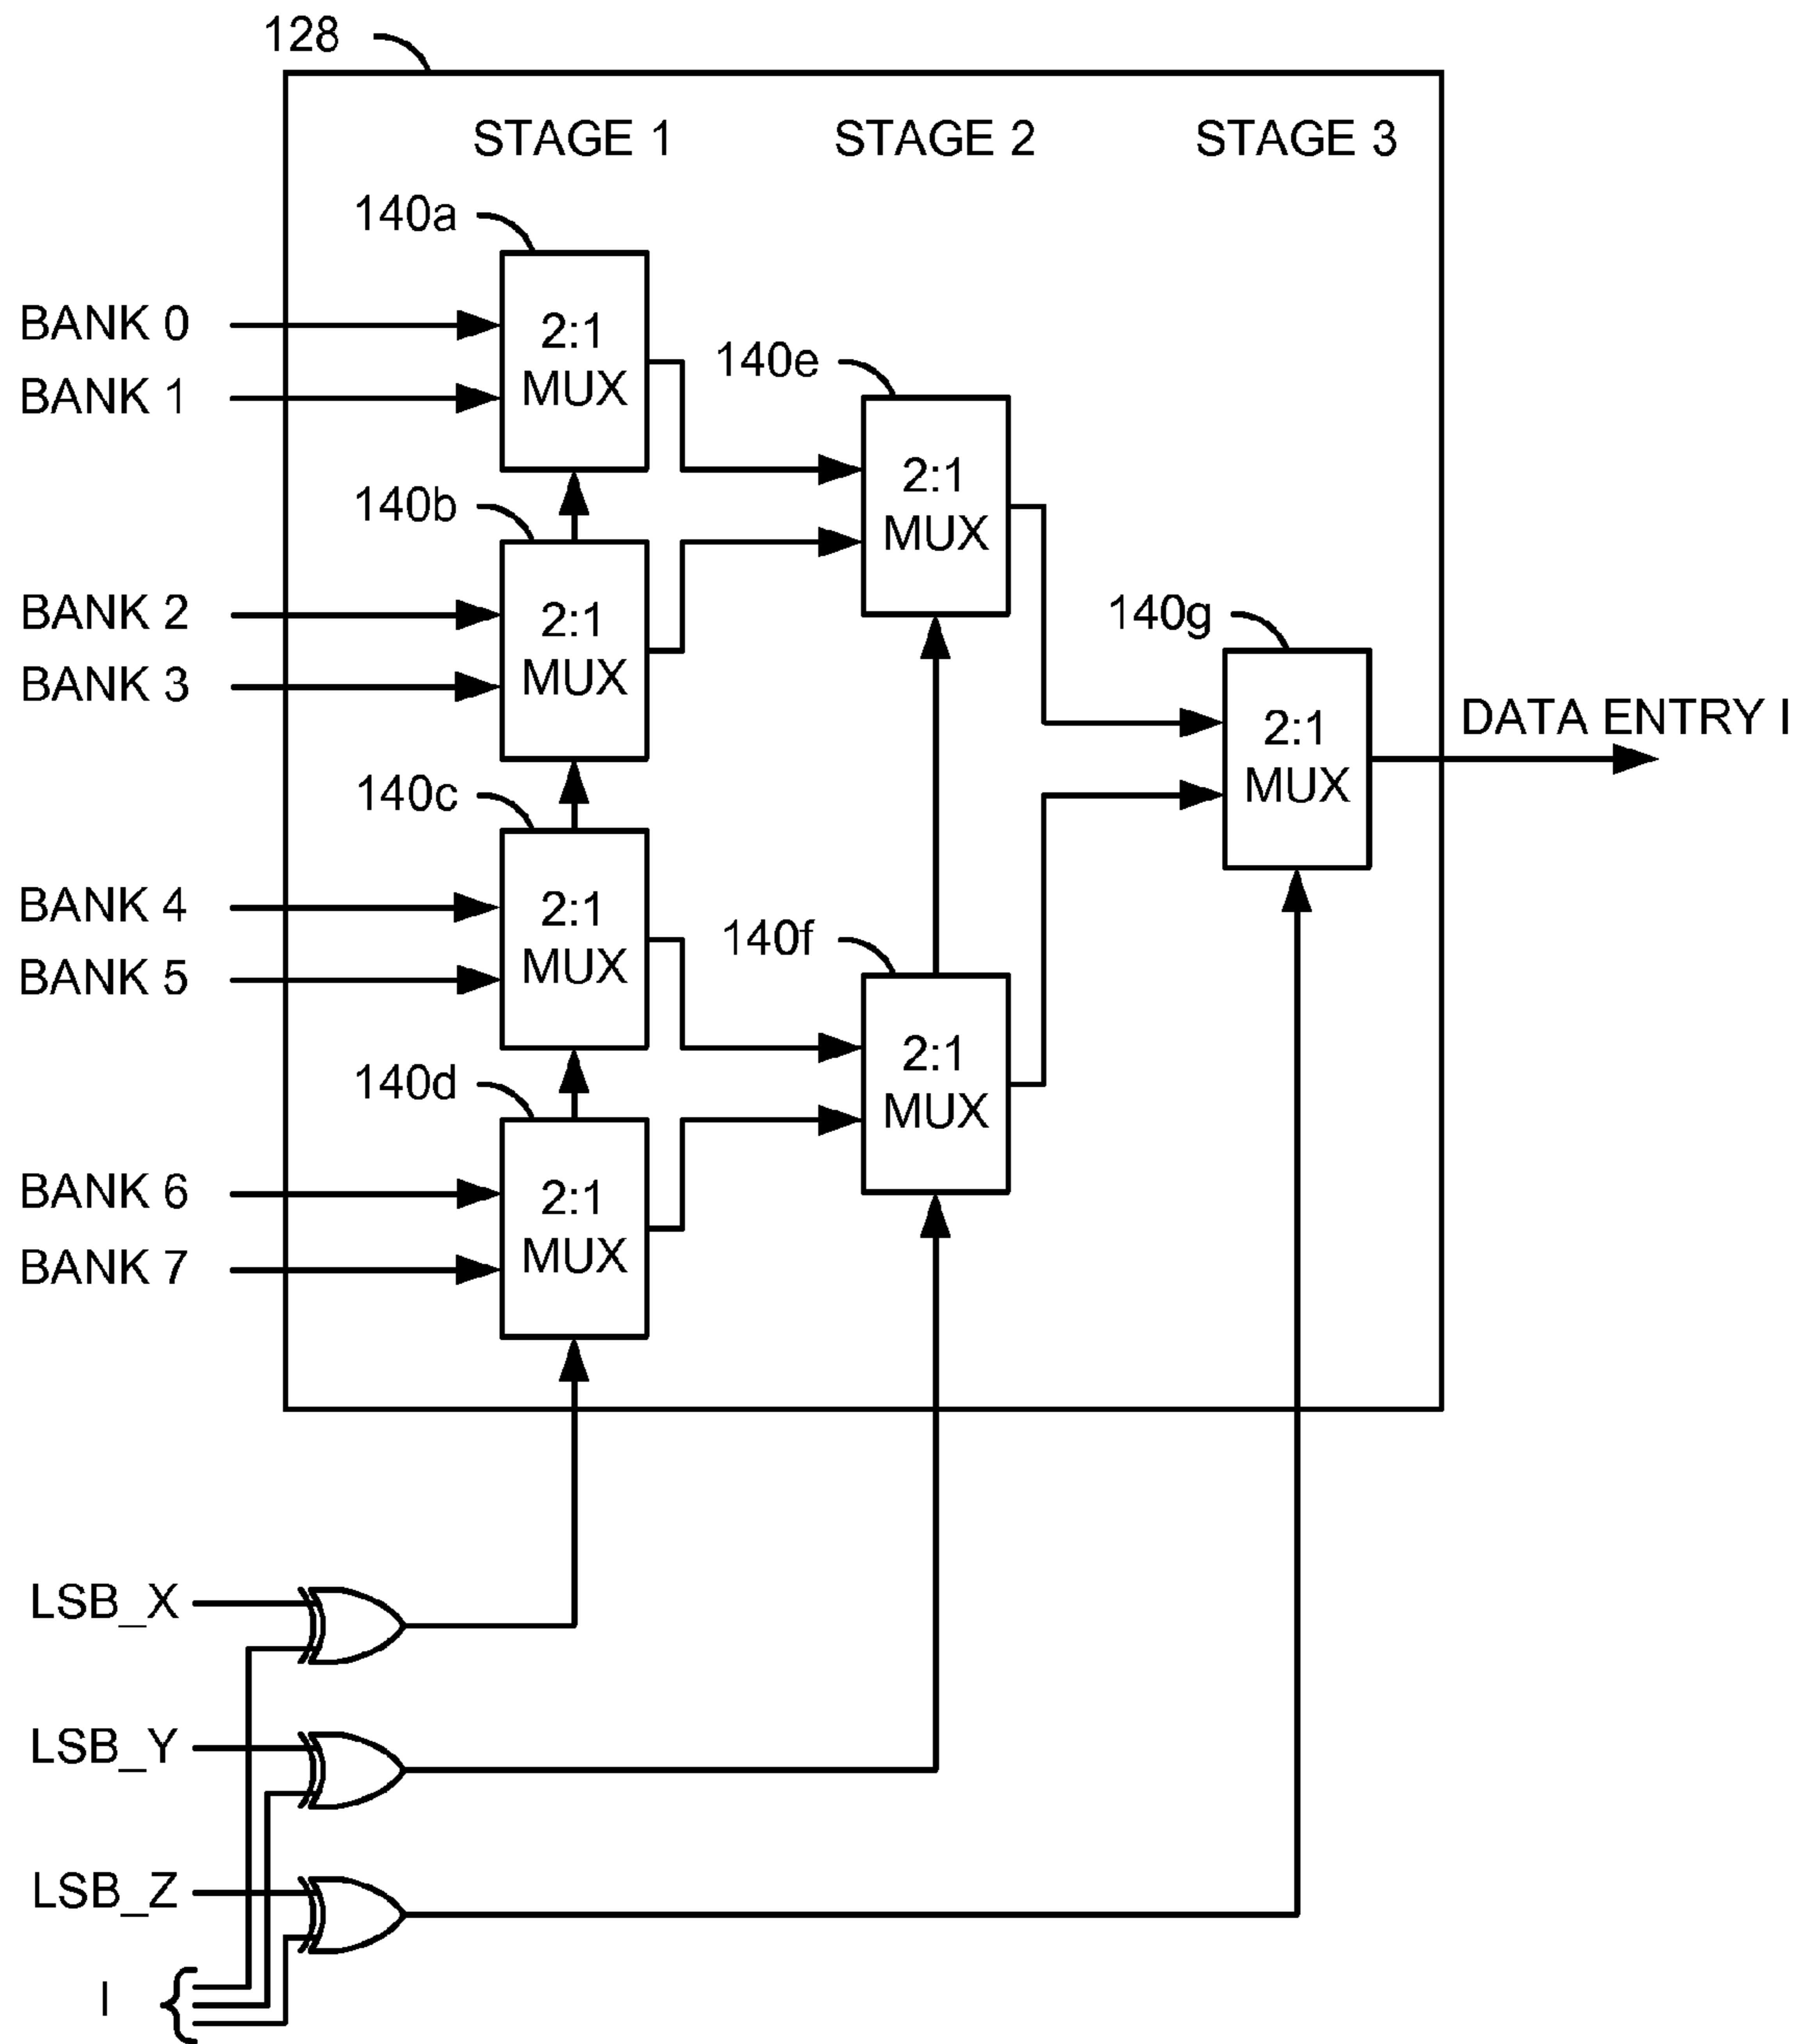 128
STAGE 1 STAGE 2 STAGE 3
140a
BANK 0
BANK 1
2:1
MUX
140e
2:1
MUX
140b
BANK 2
BANK 3
2:1
MUX
140g
2:1
MUX
DATA ENTRY I
140c
BANK 4
BANK 5
2:1
MUX
140f
2:1
MUX
140d
BANK 6
BANK 7
2:1
MUX
LSB_X
LSB_Y
LSB_Z
I